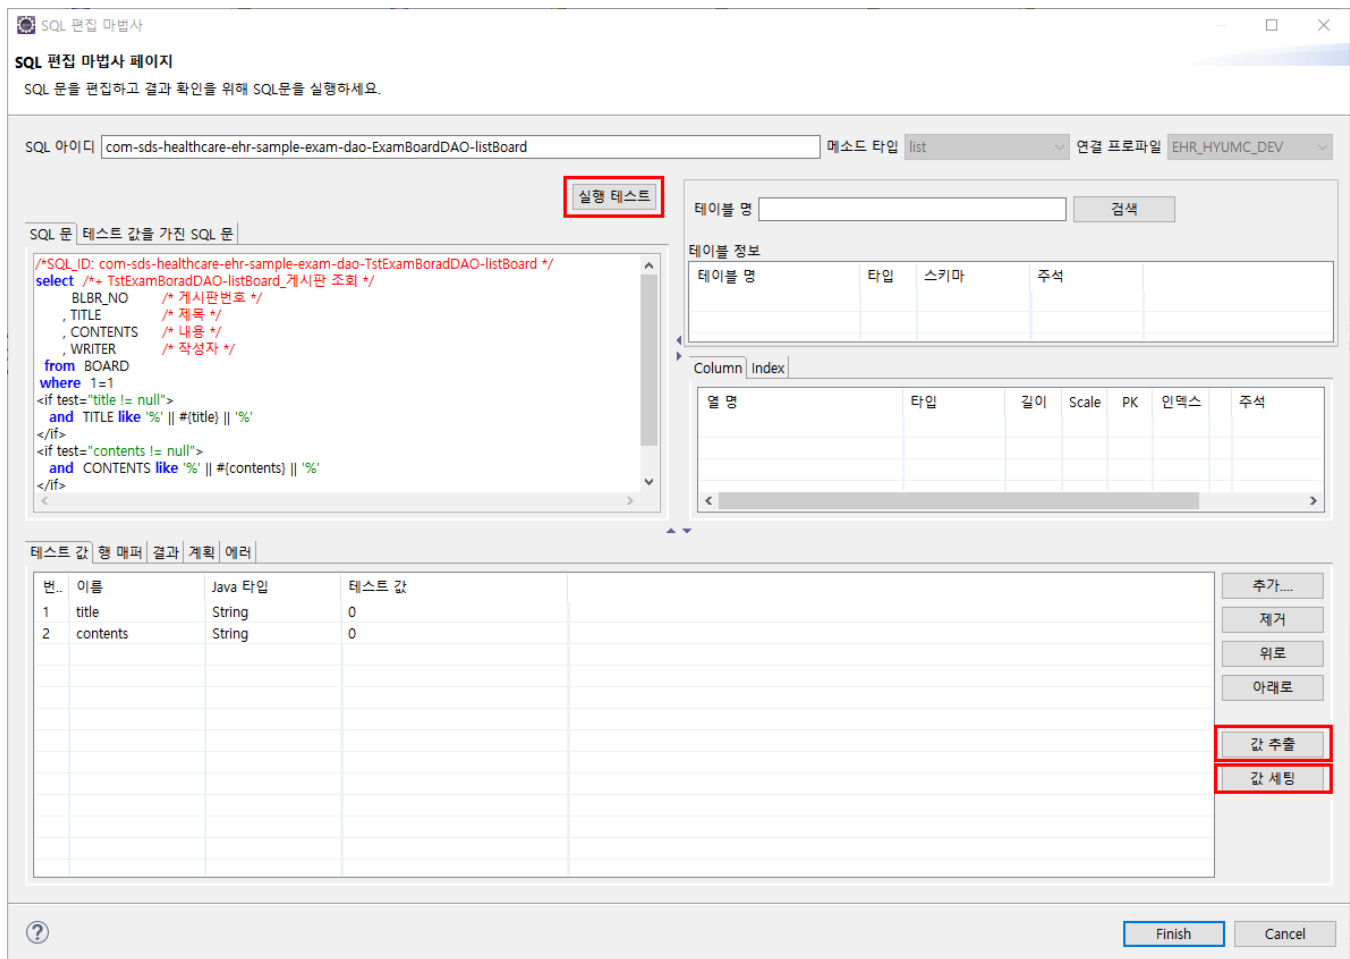 SQL 편집 마법사
SQL 편집 마법사 페이지
SQL 문을 편집하고 결과 확인을 위해 SQL문을 실행하세요.
SQL 아이디 com-sds-healthcare-ehr-sample-exam-dao-ExamBoardDAO-listBoard 메소드 타입 list 연결 프로파일 EHR_HYUMC_DEV
실행 테스트
SQL 문 테스트 값을 가진 SQL 문
/*SQL_ID: com-sds-healthcare-ehr-sample-exam-dao-TstExamBoradDAO-listBoard */
select /*+ TstExamBoradDAO-listBoard_게시판 조회 */
BLBR_NO /* 게시판번호 */
, TITLE /* 제목 */
, CONTENTS /* 내용 */
, WRITER /* 작성자 */
from BOARD
where 1=1
<if test="title != null">
and TITLE like '%' || #{title} || '%'
</if>
<if test="contents != null">
and CONTENTS like '%' || #{contents} || '%'
</if>
테이블 명 검색
테이블 정보
테이블 명 타입 스키마 주석
Column Index
열 명 타입 길이 Scale PK 인덱스 주석
테스트 값 행 매퍼 결과 계획 에러
번.. 이름 Java 타입 테스트 값
1 title String 0
2 contents String 0
추가....
제거
위로
아래로
값 추출
값 세팅
Finish Cancel